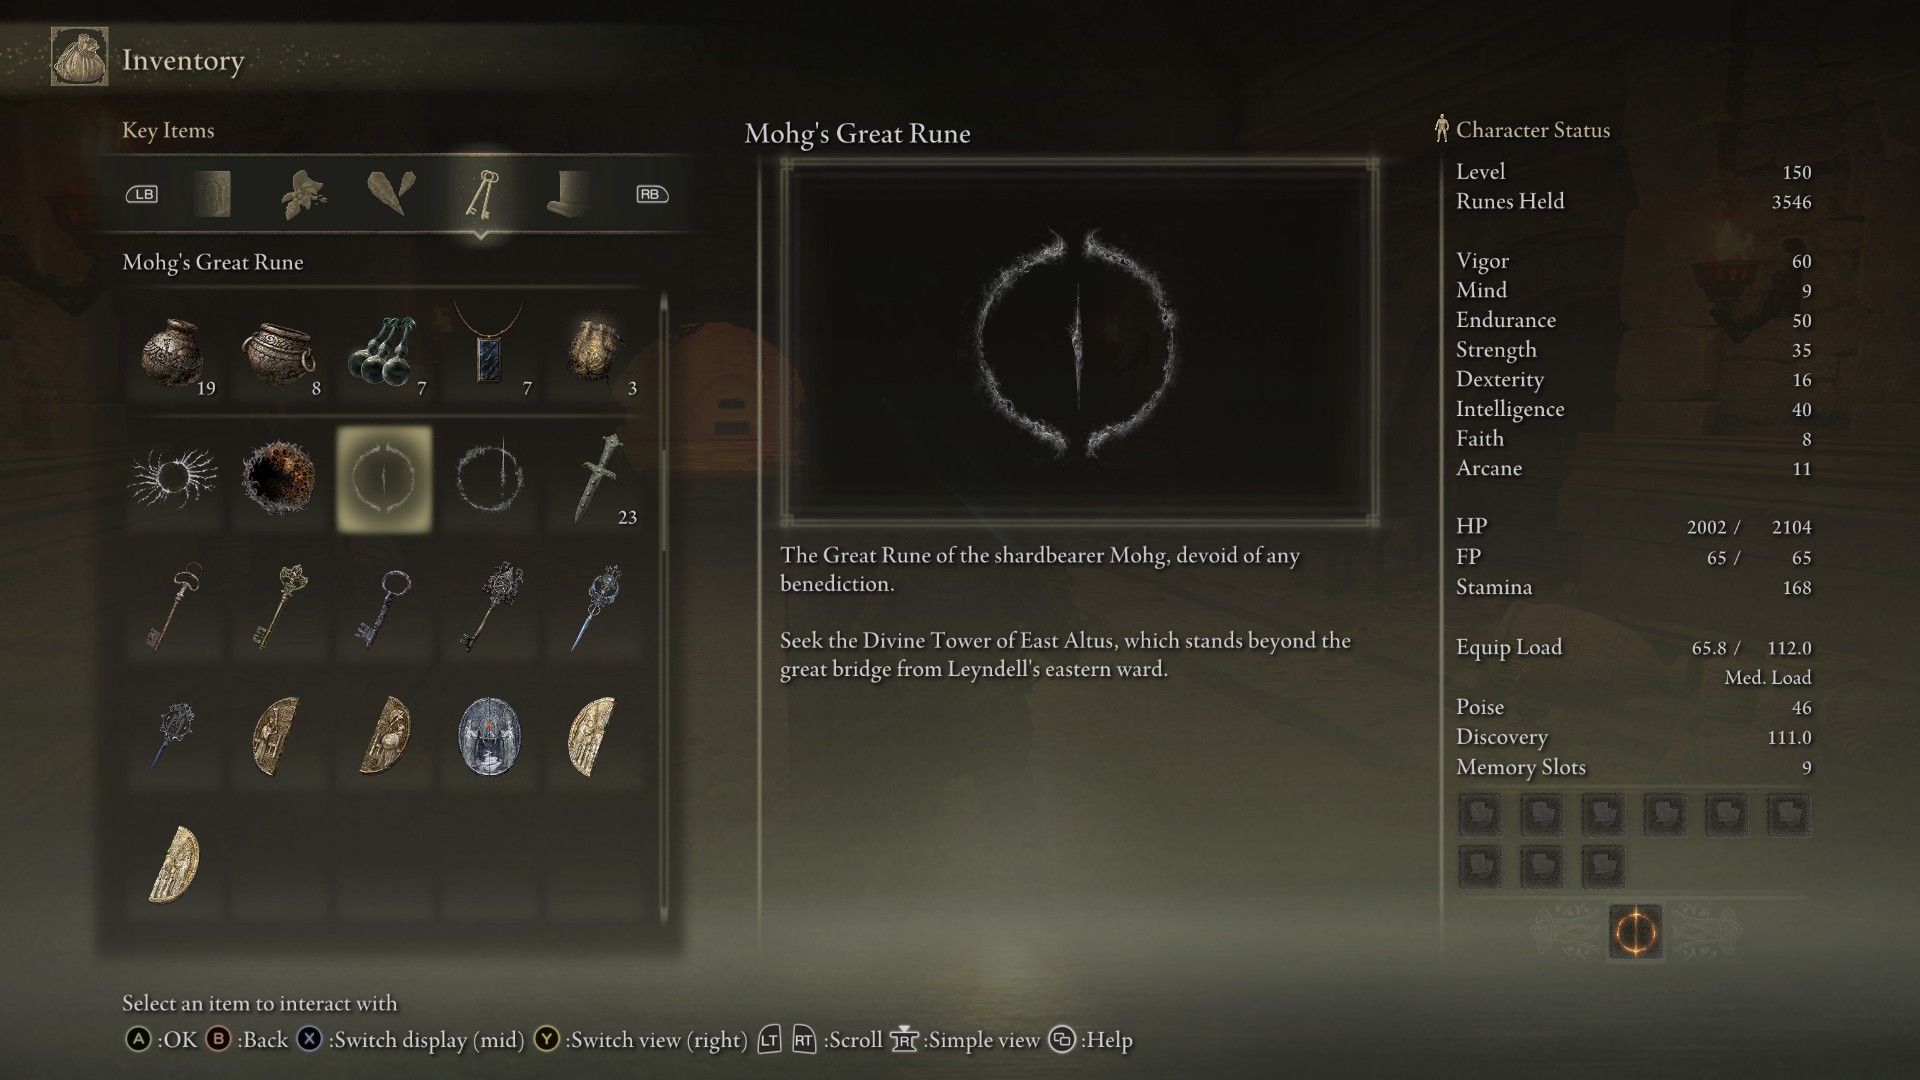 Inventory
Key Items
LB
RB
Mohg's Great Rune
19
8
7
7
3
23
Mohg's Great Rune
The Great Rune of the shardbearer Mohg, devoid of any
benediction.
Seek the Divine Tower of East Altus, which stands beyond the
great bridge from Leyndell's eastern ward.
Character Status
Level 150
Runes Held 3546
Vigor 60
Mind 9
Endurance 50
Strength 35
Dexterity 16
Intelligence 40
Faith 8
Arcane 11
HP 2002 / 2104
FP 65 / 65
Stamina 168
Equip Load 65.8 / 112.0
Med. Load
Poise 46
Discovery 111.0
Memory Slots 9
Select an item to interact with
A :OK B :Back X :Switch display (mid) Y :Switch view (right) LT RT :Scroll R :Simple view :Help